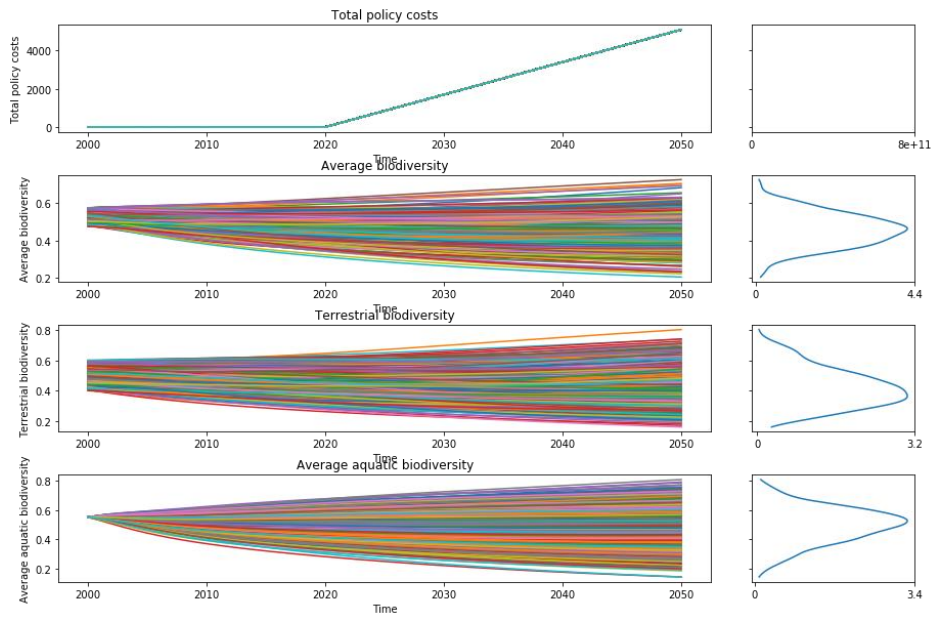 Total policy costs
Total policy costs
4000
2000
0
2000 2010 2020 2030 2040 2050
Time
0 8e+11
Average biodiversity
Average biodiversity
0.6
0.4
0.2
2000 2010 2020 2030 2040 2050
Time
0 4.4
Terrestrial biodiversity
Terrestrial biodiversity
0.8
0.6
0.4
0.2
2000 2010 2020 2030 2040 2050
Time
0 3.2
Average aquatic biodiversity
Average aquatic biodiversity
0.8
0.6
0.4
0.2
2000 2010 2020 2030 2040 2050
Time
0 3.4